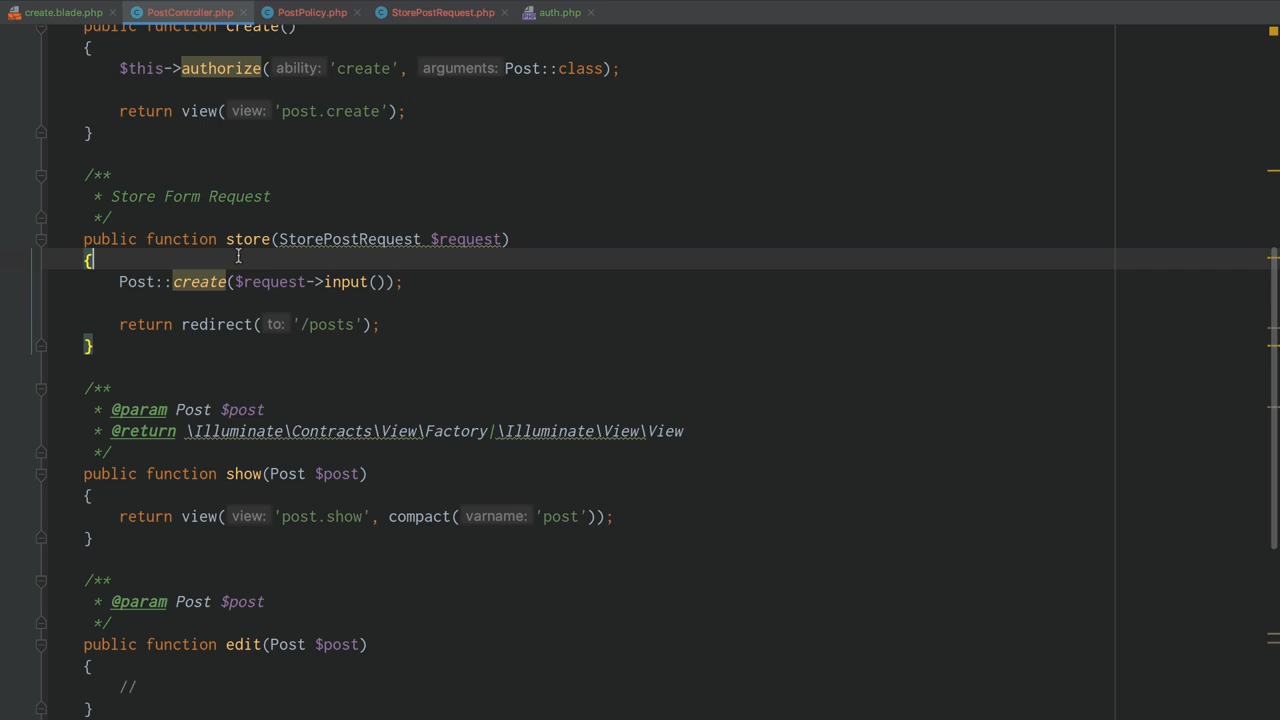 create.blade.php PostController.php PostPolicy.php StorePostRequest.php auth.php
public function create()
{
$this->authorize( ability: 'create', arguments: Post::class);
return view( view: 'post.create');
}
/**
* Store Form Request
*/
public function store(StorePostRequest $request)
{
Post::create($request->input());
return redirect( to: '/posts');
}
/**
* @param Post $post
* @return \Illuminate\Contracts\View\Factory|\Illuminate\View\View
*/
public function show(Post $post)
{
return view( view: 'post.show', compact( varname: 'post'));
}
/**
* @param Post $post
*/
public function edit(Post $post)
{
//
}